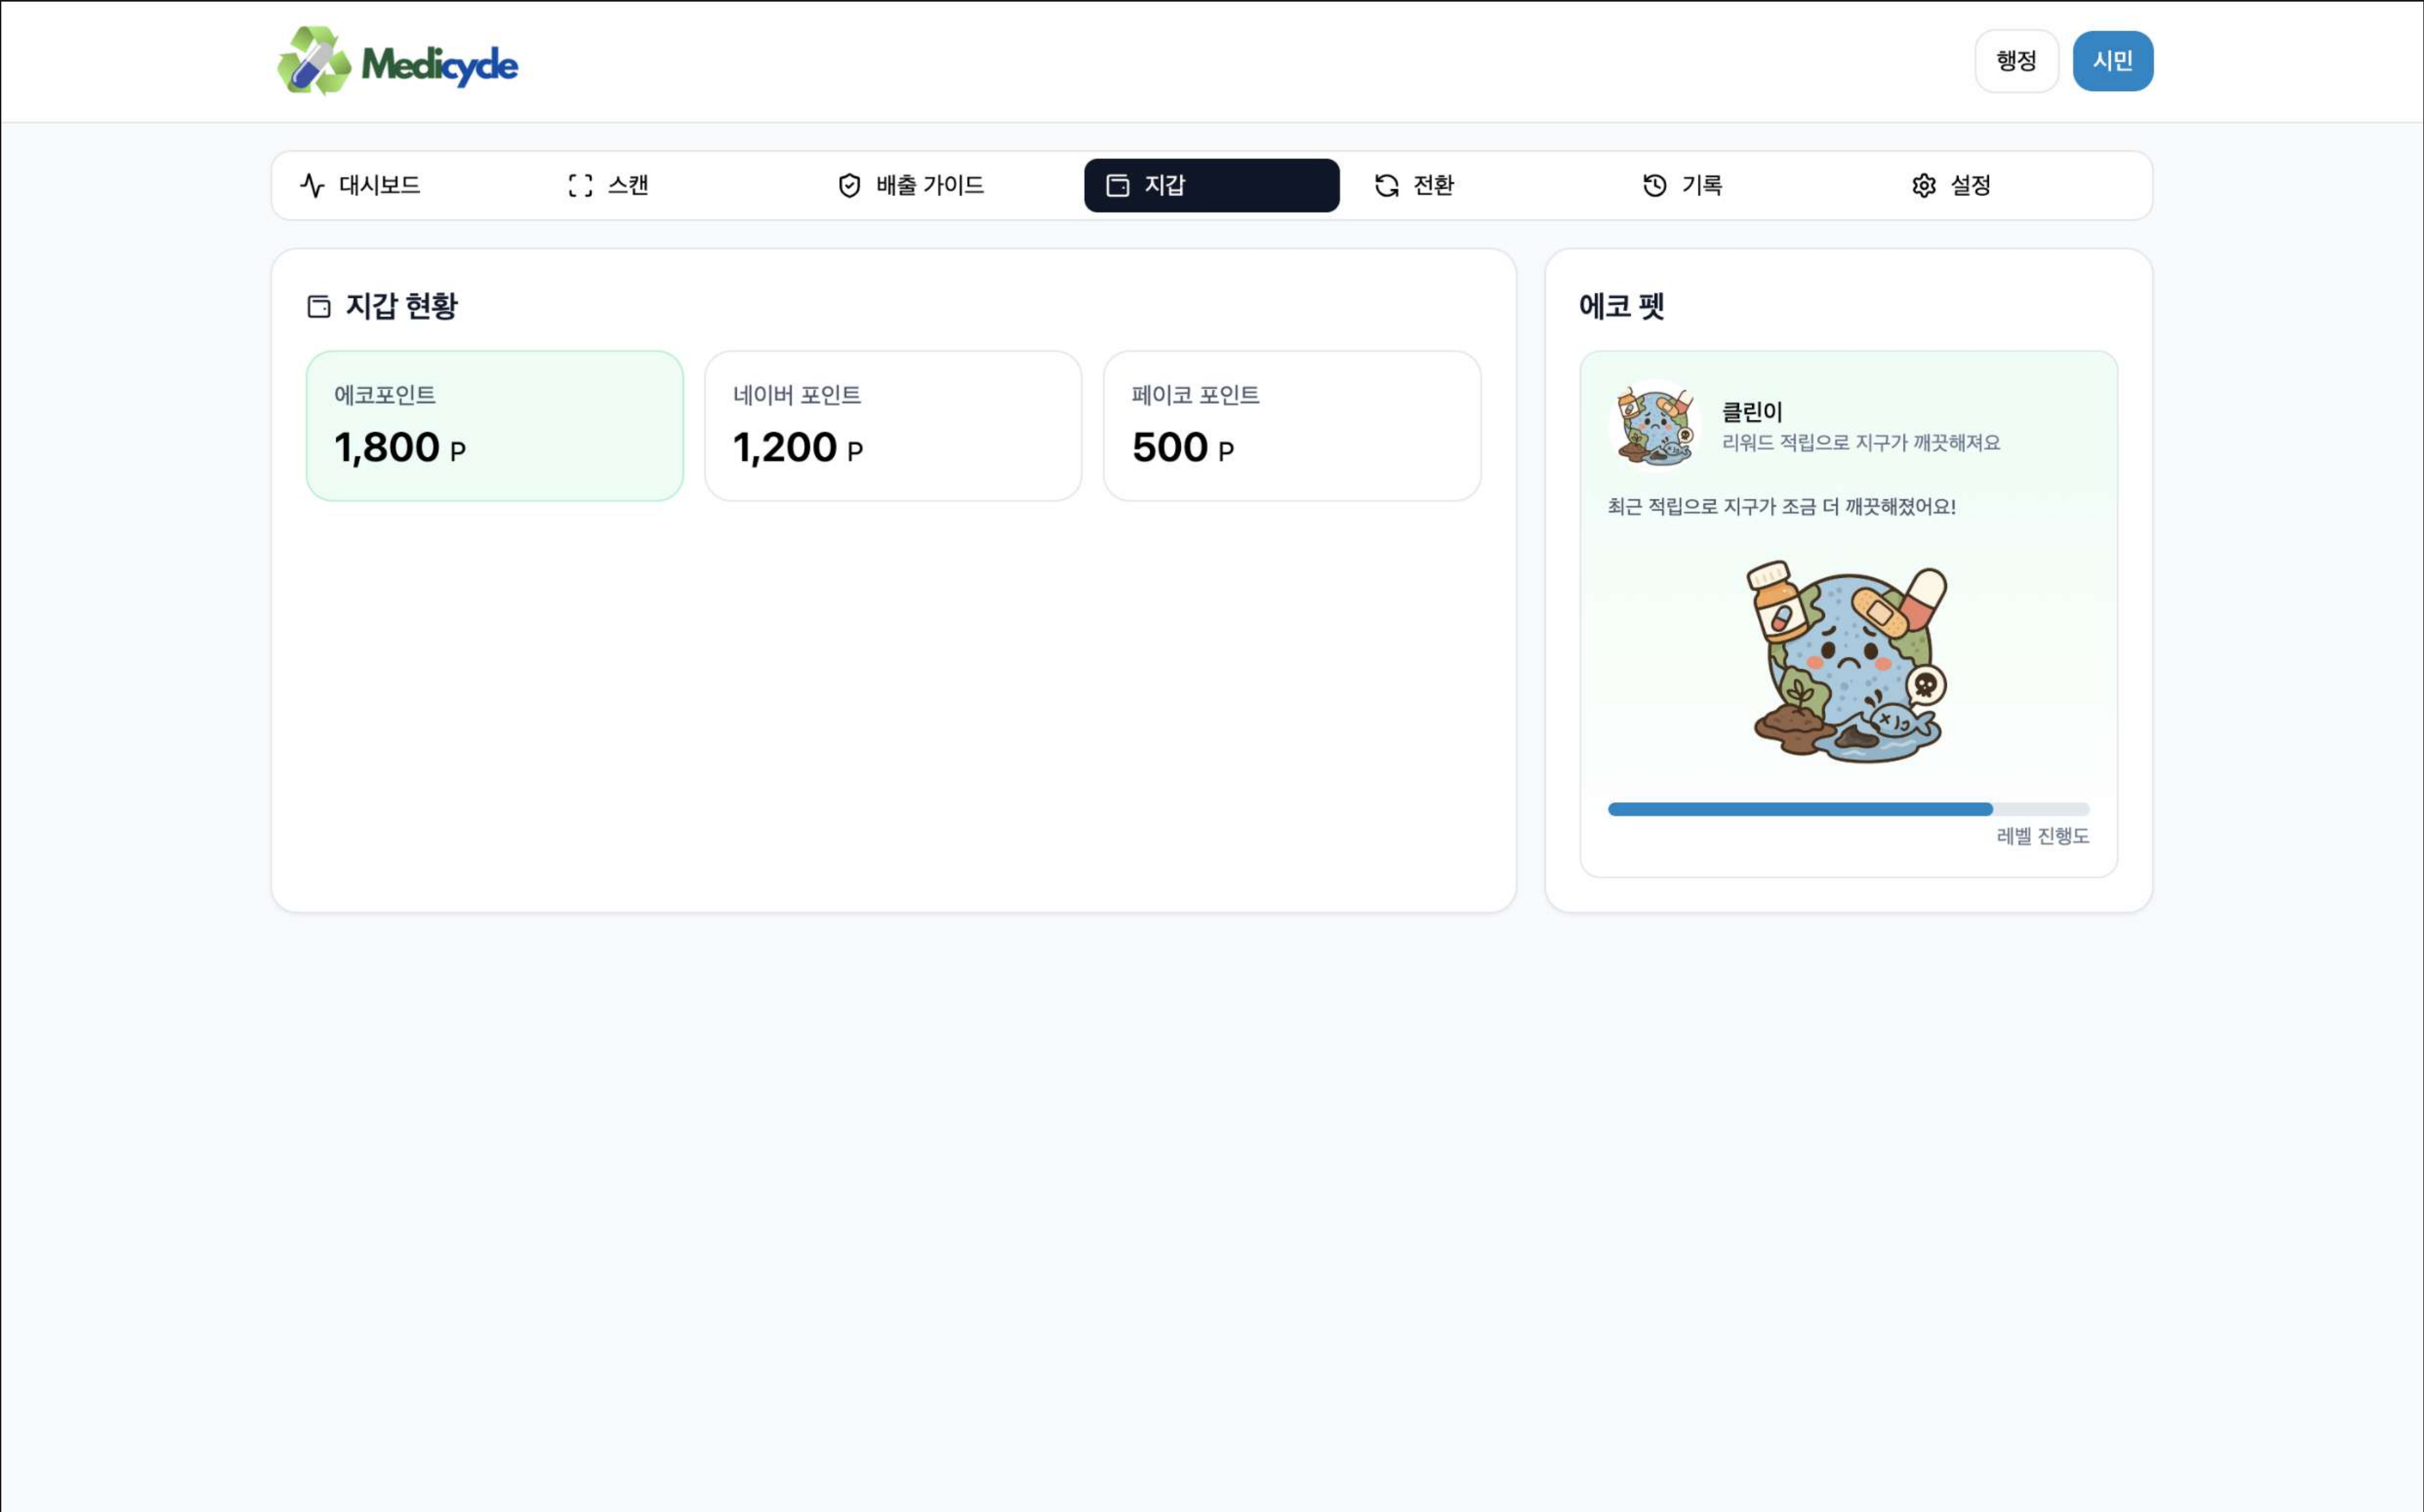 Medicycle
행정
시민
대시보드
스캔
배출 가이드
지갑
전환
기록
설정
지갑 현황
에코포인트
1,800 P
네이버 포인트
1,200 P
페이코 포인트
500 P
에코 펫
클린이
리워드 적립으로 지구가 깨끗해져요
최근 적립으로 지구가 조금 더 깨끗해졌어요!
레벨 진행도